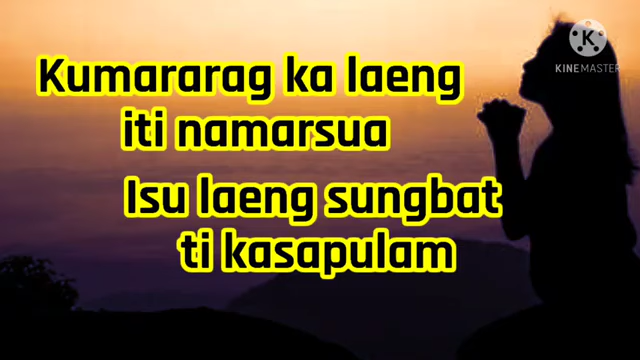 Kumararag ka laeng
iti namarsua
Isu laeng sungbat
ti kasapulam
KINEMASTER